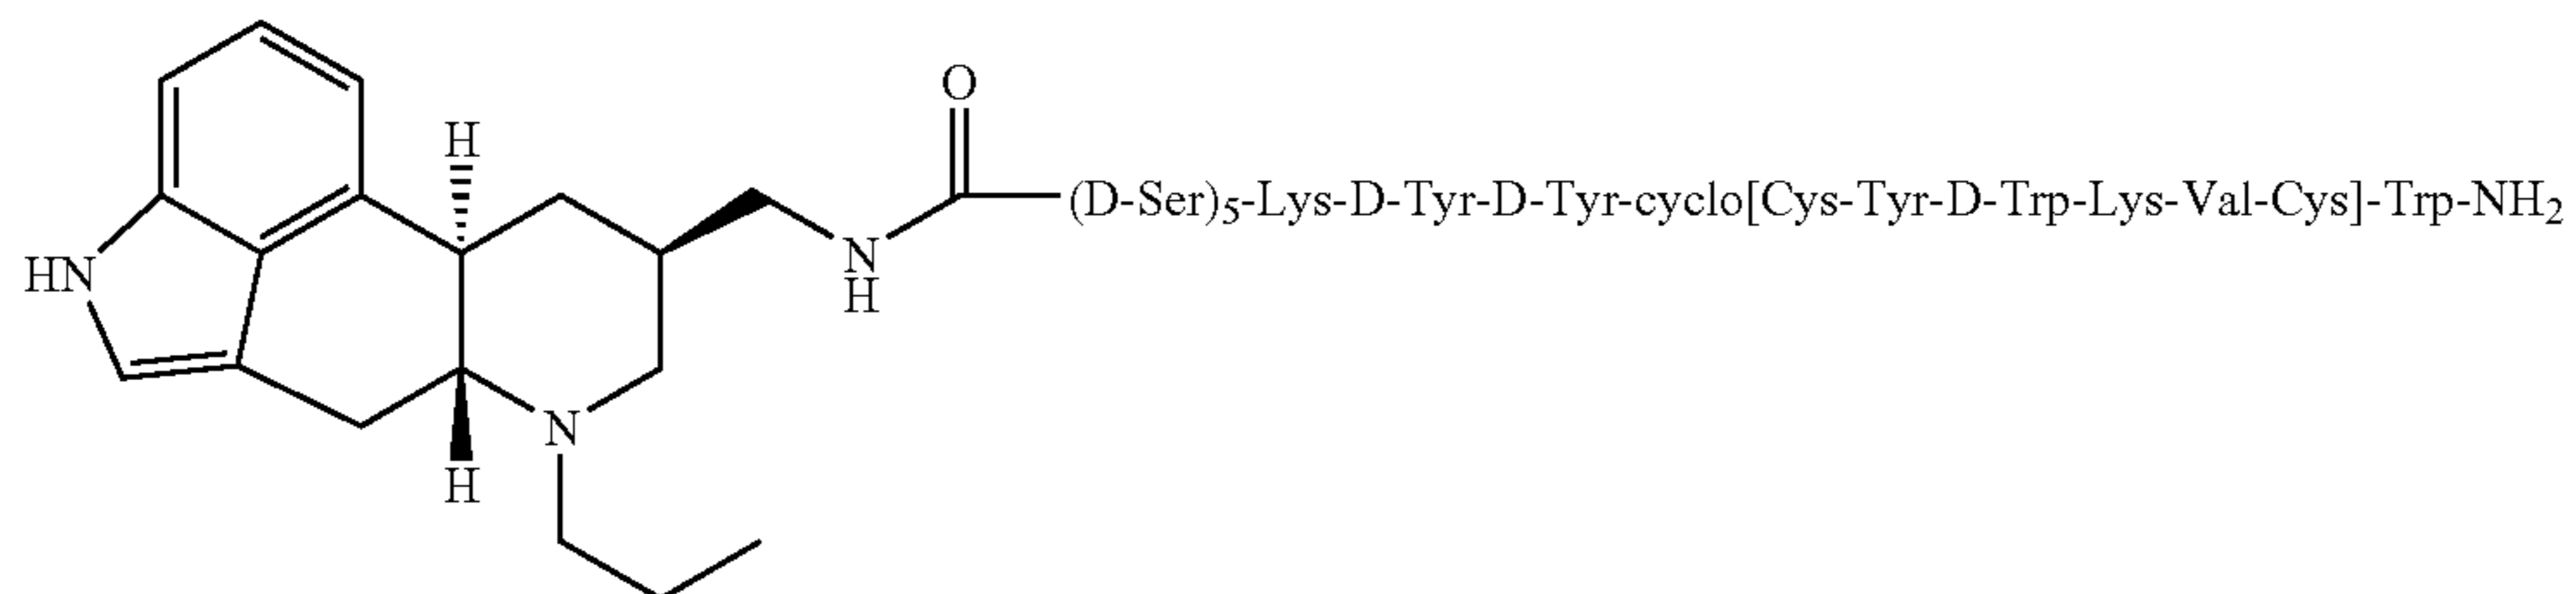 O
H
(D-Ser)5-Lys-D-Tyr-D-Tyr-cyclo[Cys-Tyr-D-Trp-Lys-Val-Cys]-Trp-NH2
N
H
HN
N
H